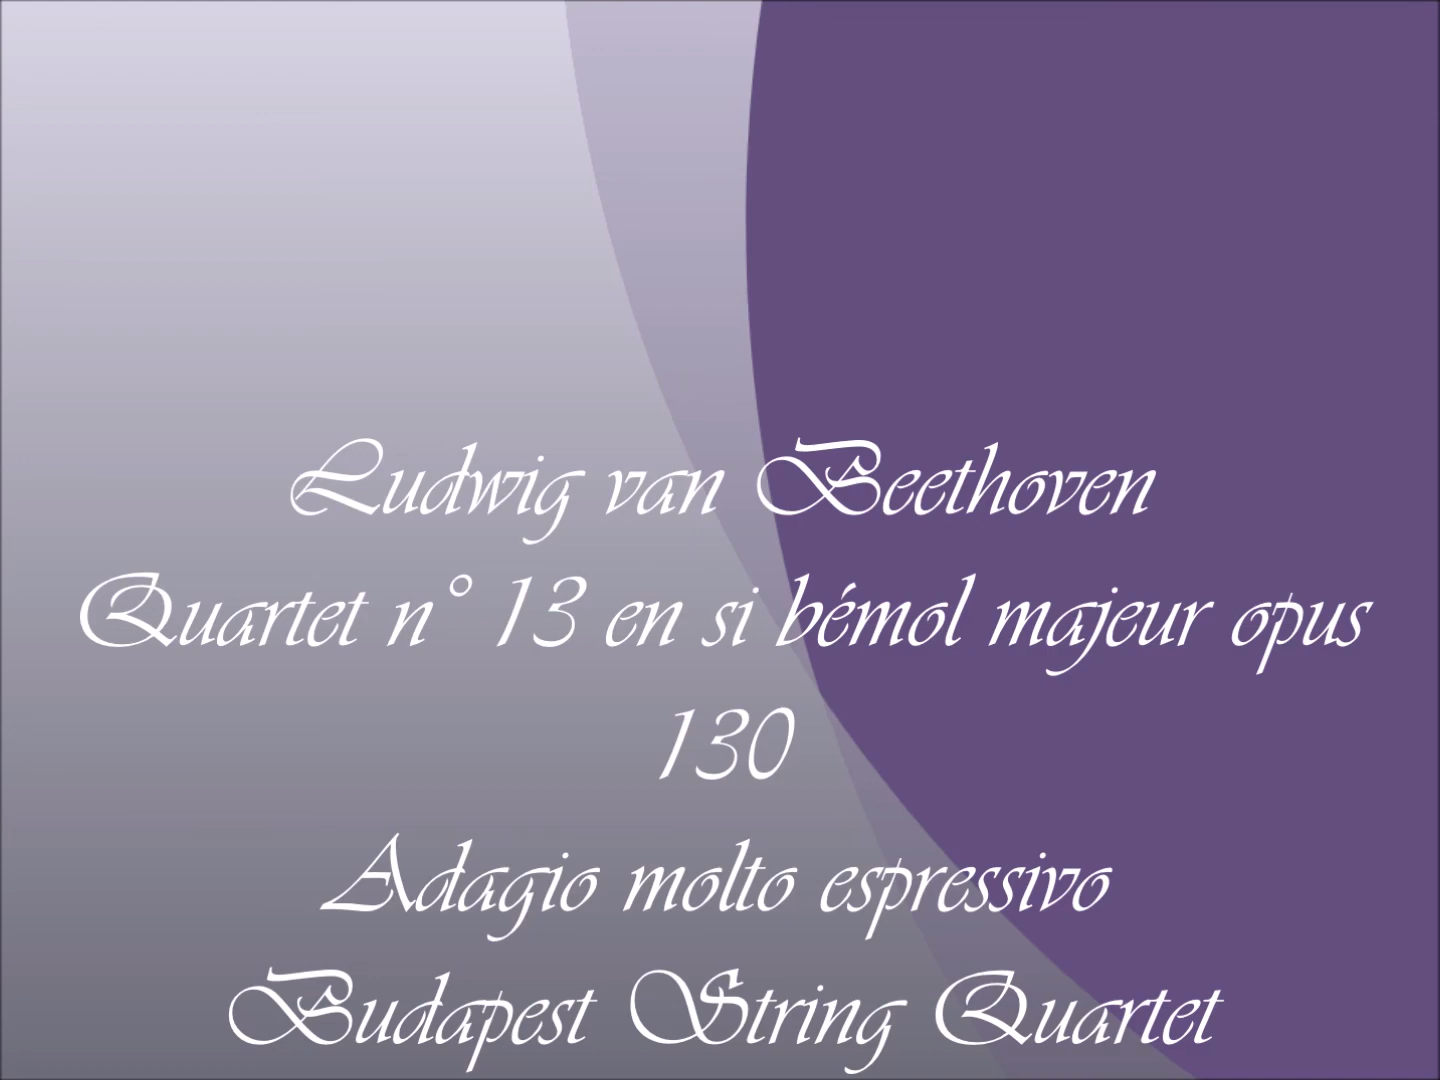 Ludwig van Beethoven
Quartet n° 13 en si bémol majeur opus
130
Adagio molto espressivo
Budapest String Quartet